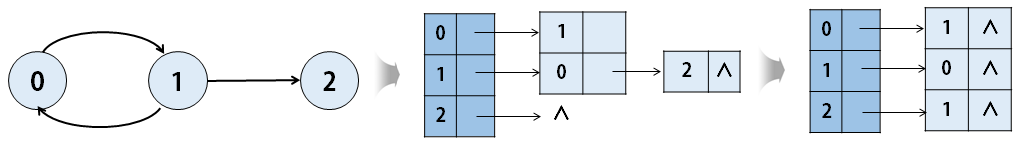 0 1 2
0 1
1 0 2 ∧
2 ∧
0 1 ∧
1 0 ∧
2 1 ∧